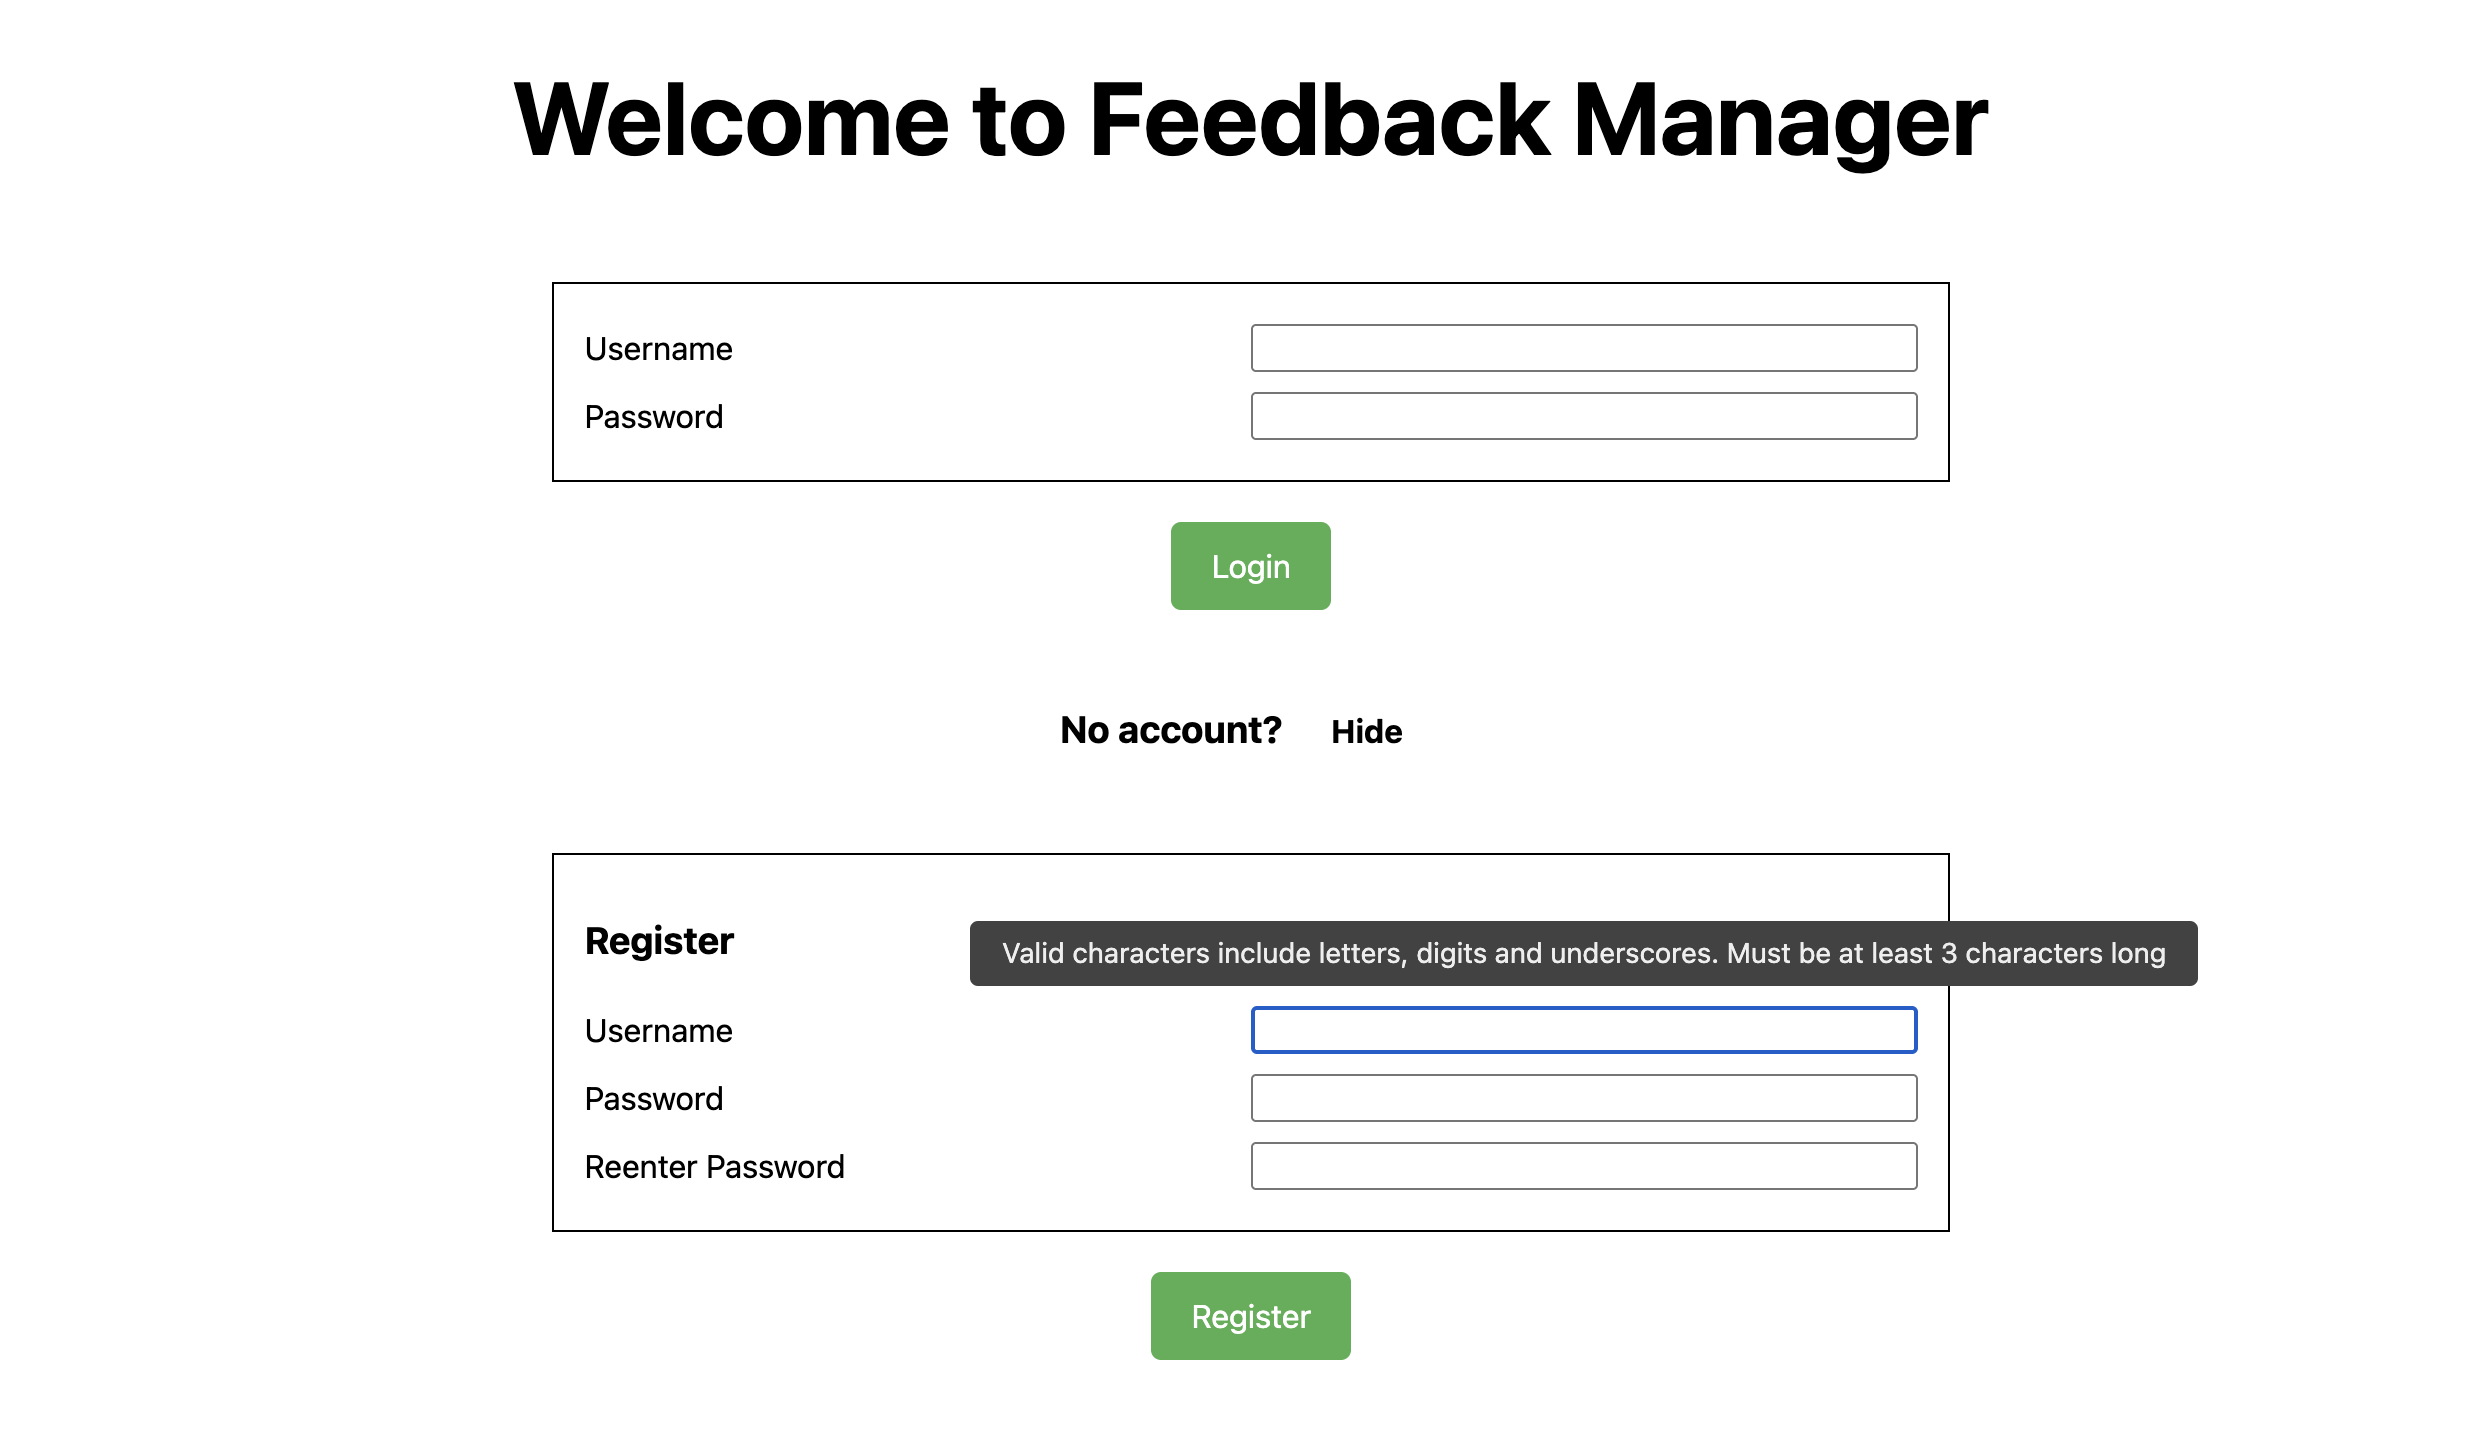 Welcome to Feedback Manager
Username
Password
Login
No account? Hide
Register
Valid characters include letters, digits and underscores. Must be at least 3 characters long
Username
Password
Reenter Password
Register